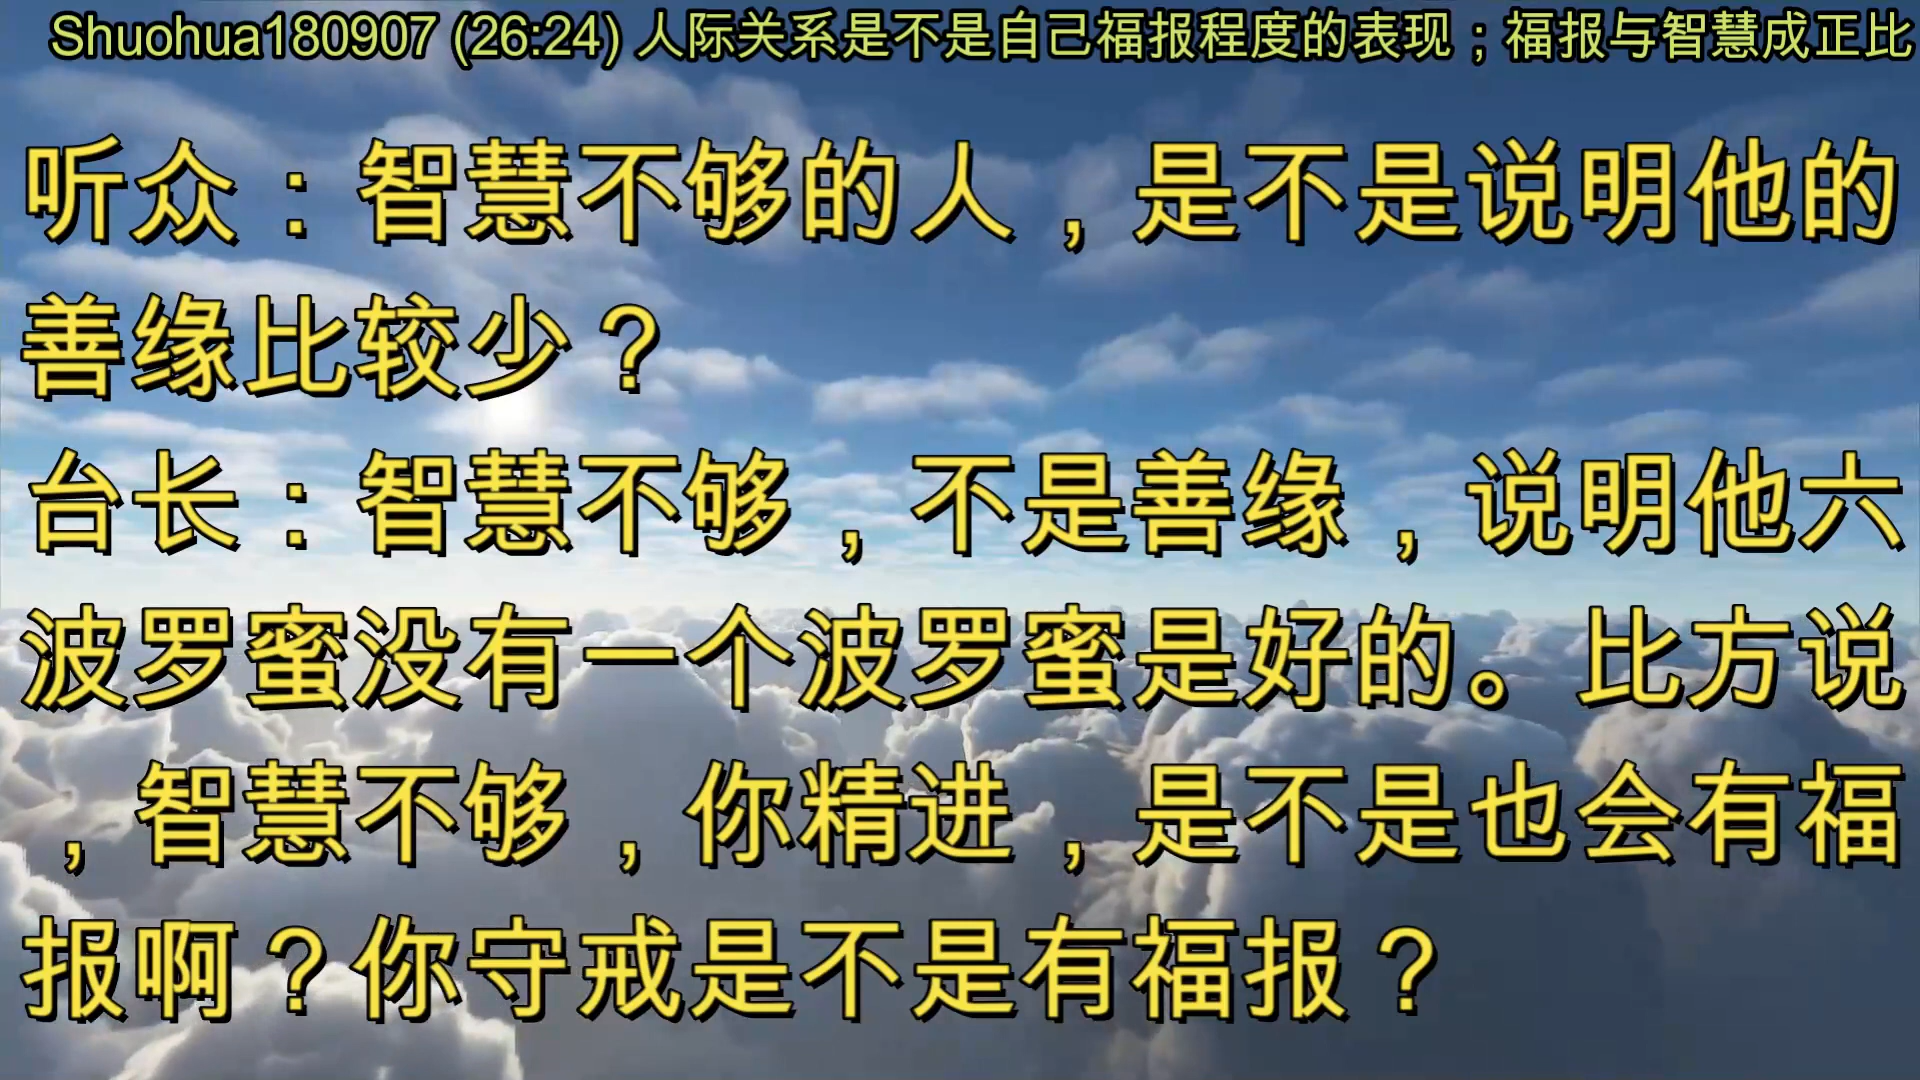 Shuohua180907 (26:24) 人际关系是不是自己福报程度的表现；福报与智慧成正比
听众：智慧不够的人，是不是说明他的
善缘比较少？
台长：智慧不够，不是善缘，说明他六
波罗蜜没有一个波罗蜜是好的。比方说
，智慧不够，你精进，是不是也会有福
报啊？你守戒是不是有福报？